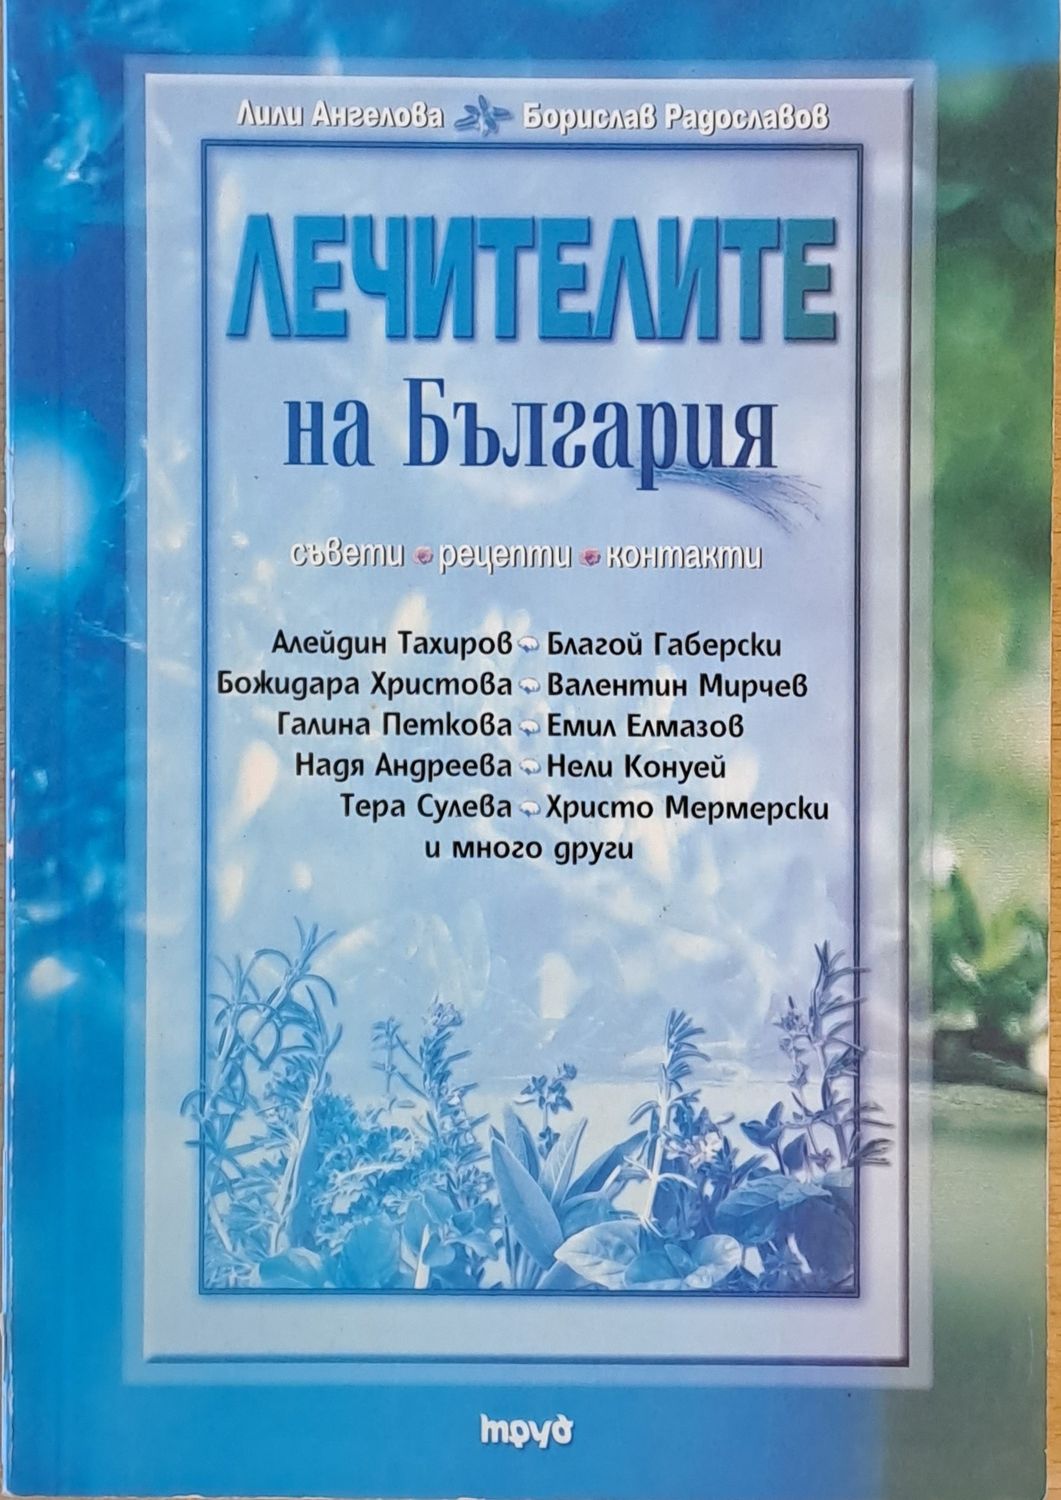 Лили Ангелова Борислав Радославов
ЛЕЧИТЕЛИТЕ
на България
съвети рецепти контакти
Алейдин Тахиров Благой Габерски
Божидара Христова Валентин Мирчев
Галина Петкова Емил Елмазов
Надя Андреева Нели Конуей
Тера Сулева Христо Мермерски
и много други
труд